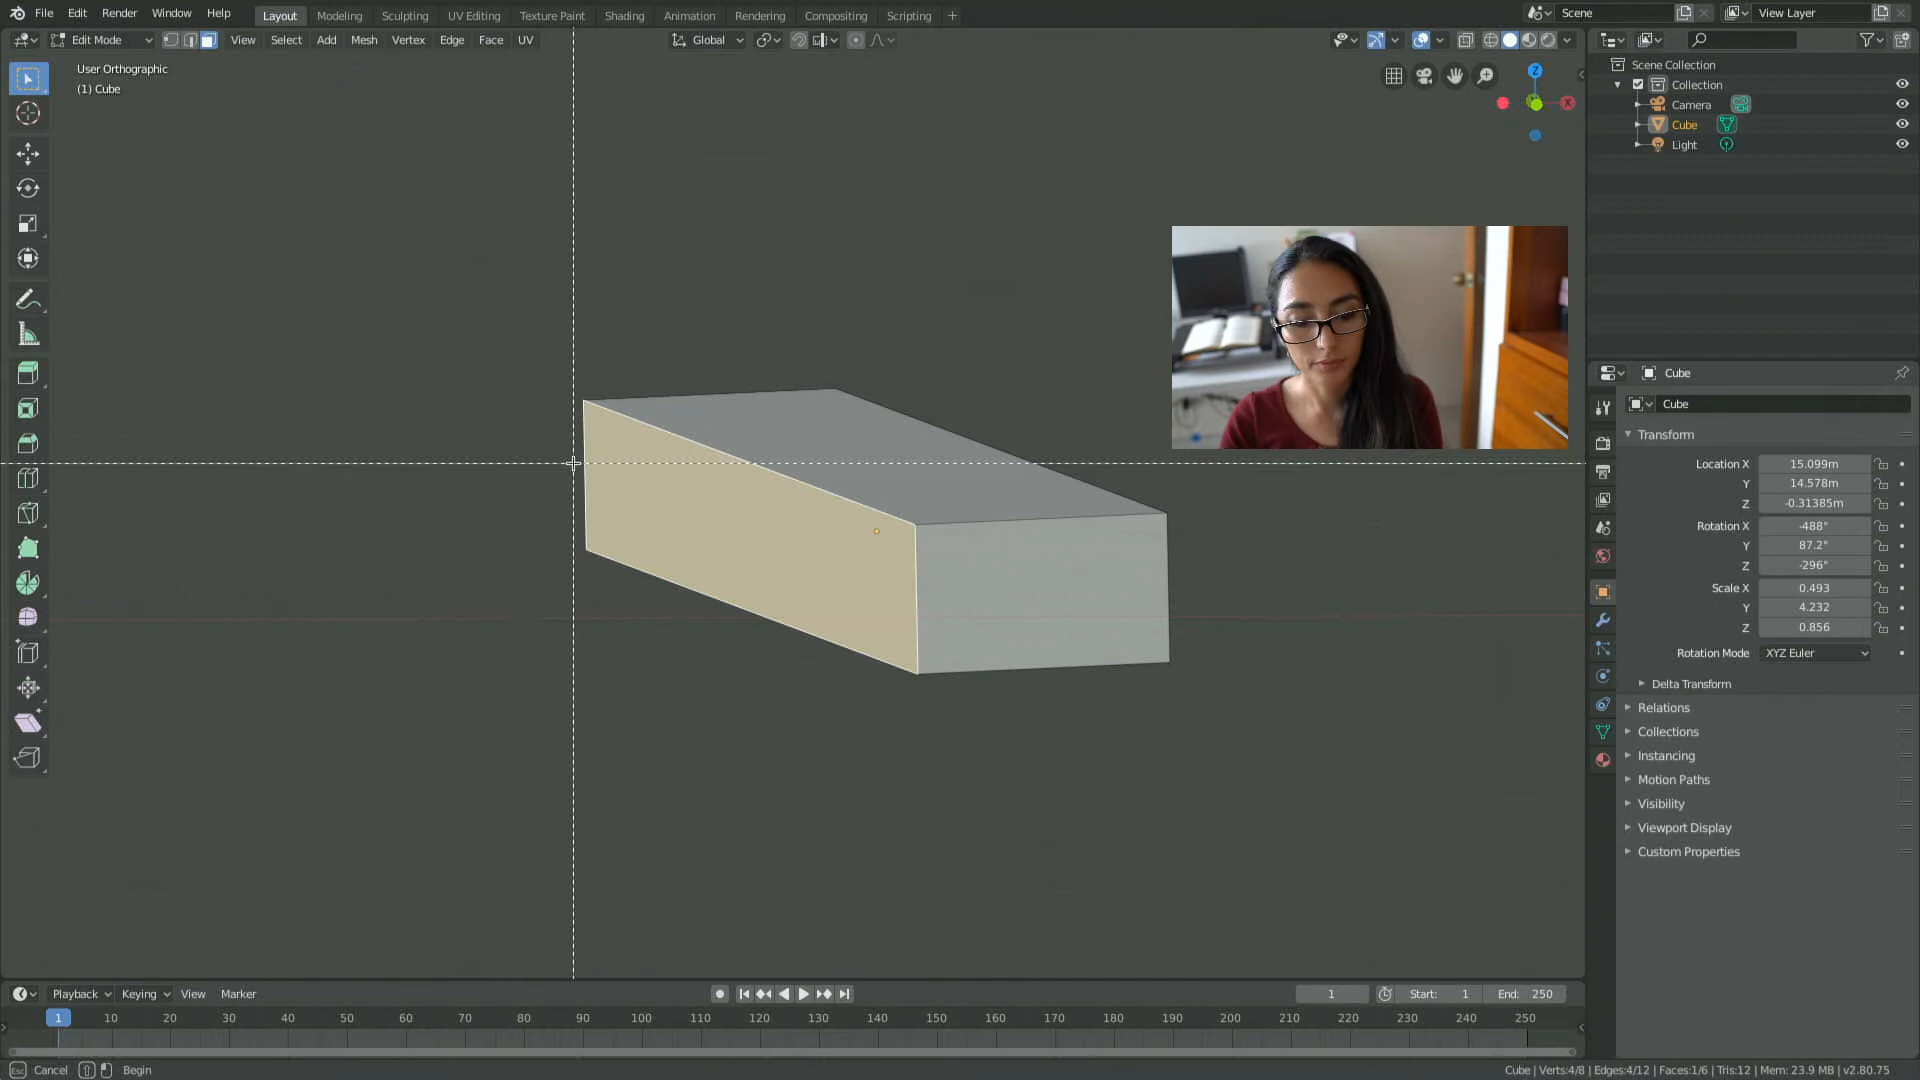 File Edit Render Window Help
Layout Modeling Sculpting UV Editing Texture Paint Shading Animation Rendering Compositing Scripting +
Scene
View Layer
Edit Mode
View Select Add Mesh Vertex Edge Face UV
Global
User Orthographic
(1) Cube
Z
X
Scene Collection
Collection
Camera
Cube
Light
Cube
Cube
Transform
Location X 15.099m
Y 14.578m
Z -0.31385m
Rotation X -488°
Y 87.2°
Z -296°
Scale X 0.493
Y 4.232
Z 0.856
Rotation Mode XYZ Euler
Delta Transform
Relations
Collections
Instancing
Motion Paths
Visibility
Viewport Display
Custom Properties
Playback Keying View Marker
1 Start: 1 End: 250
1 10 20 30 40 50 60 70 80 90 100 110 120 130 140 150 160 170 180 190 200 210 220 230 240 250
Esc Cancel Begin
Cube | Verts:4/8 | Edges:4/12 | Faces:1/6 | Tris:12 | Mem: 23.9 MB | v2.80.75